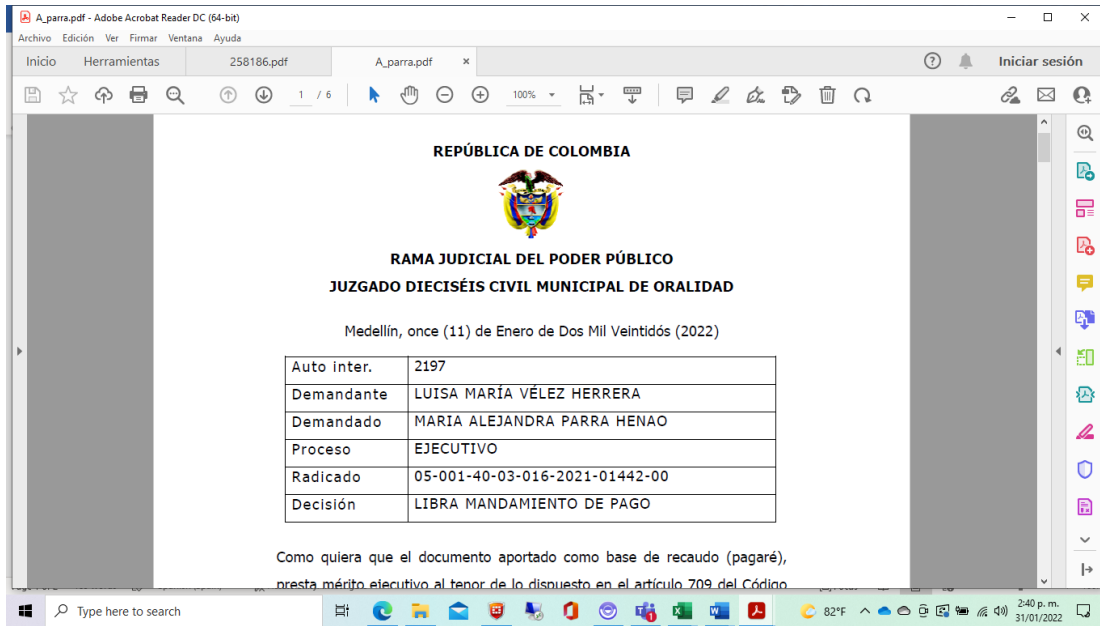 A_parra.pdf - Adobe Acrobat Reader DC (64-bit)
Archivo Edición Ver Firmar Ventana Ayuda
Inicio Herramientas 258186.pdf A_parra.pdf × Iniciar sesión
1 / 6 100%
REPÚBLICA DE COLOMBIA
RAMA JUDICIAL DEL PODER PÚBLICO
JUZGADO DIECISÉIS CIVIL MUNICIPAL DE ORALIDAD
Medellín, once (11) de Enero de Dos Mil Veintidós (2022)
Auto inter. 2197
Demandante LUISA MARÍA VÉLEZ HERRERA
Demandado MARIA ALEJANDRA PARRA HENAO
Proceso EJECUTIVO
Radicado 05-001-40-03-016-2021-01442-00
Decisión LIBRA MANDAMIENTO DE PAGO
Como quiera que el documento aportado como base de recaudo (pagaré),
presta mérito ejecutivo al tenor de lo dispuesto en el artículo 709 del Código
Type here to search 82°F 2:40 p. m.
31/01/2022